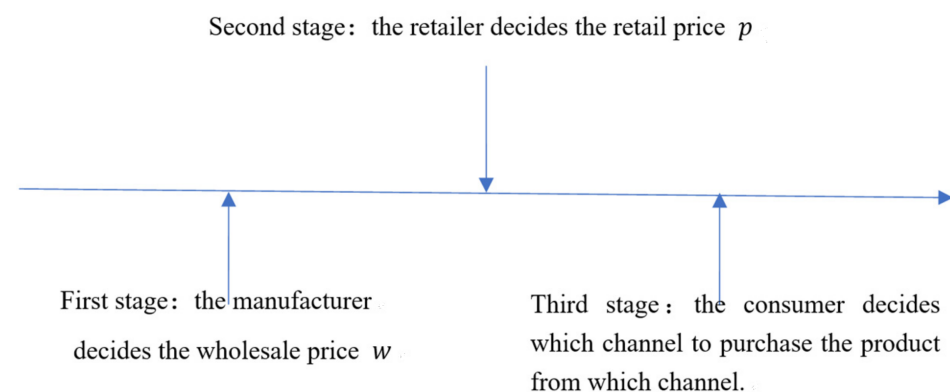 Second stage：the retailer decides the retail price p
First stage：the manufacturer
decides the wholesale price w
Third stage：the consumer decides
which channel to purchase the product
from which channel.